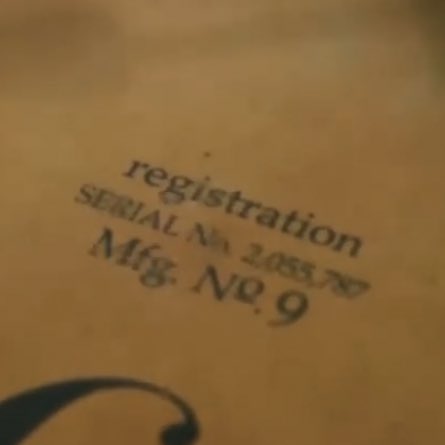 registration
SERIAL No. 2,055,787
Mfg. Nº. 9